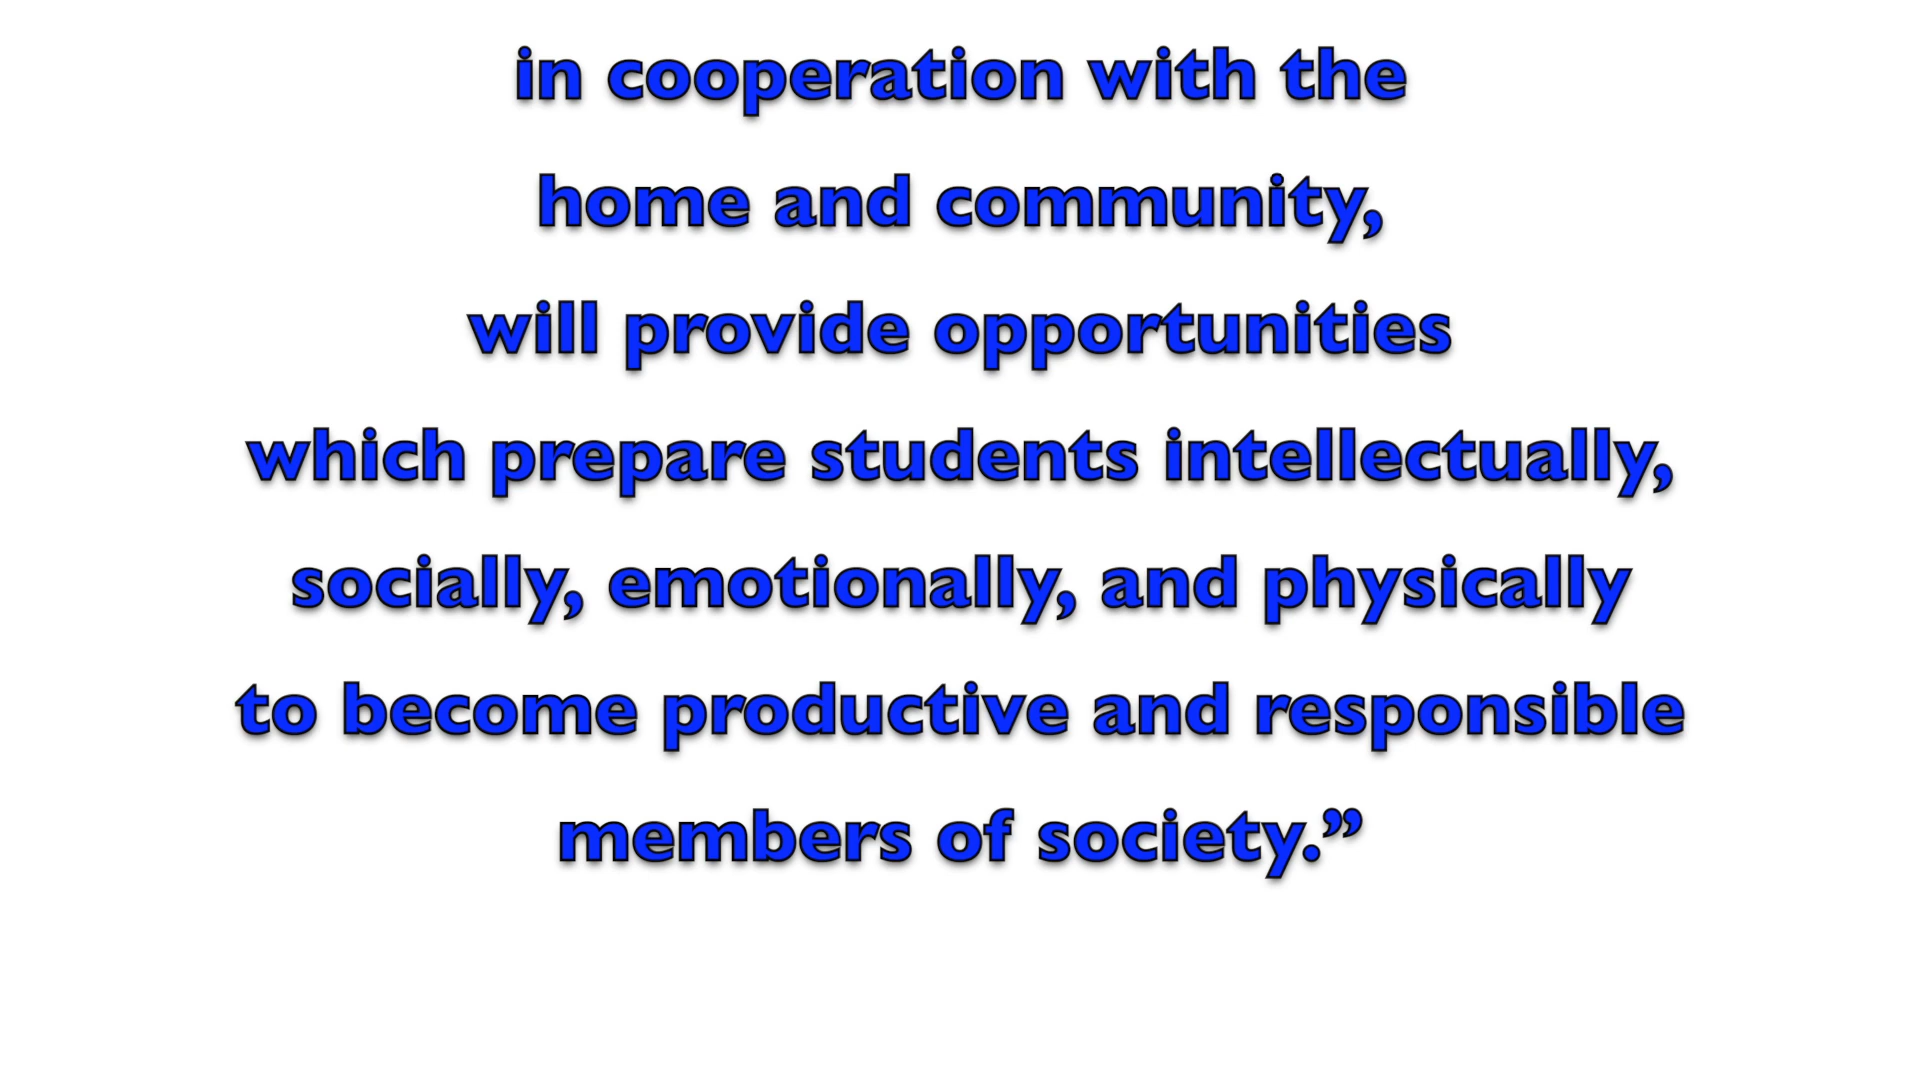 in cooperation with the
home and community,
will provide opportunities
which prepare students intellectually,
socially, emotionally, and physically
to become productive and responsible
members of society.”